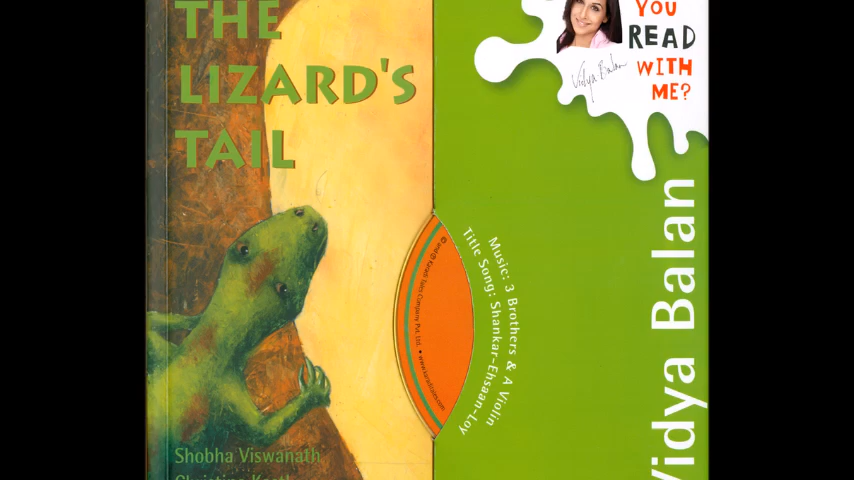 THE
LIZARD'S
TAIL
Shobha Viswanath
YOU
READ
WITH
ME?
Vidya Balan
Music: 3 Brothers & A Violin
Title Song: Shankar-Ehsaan-Loy
Vidya Balan